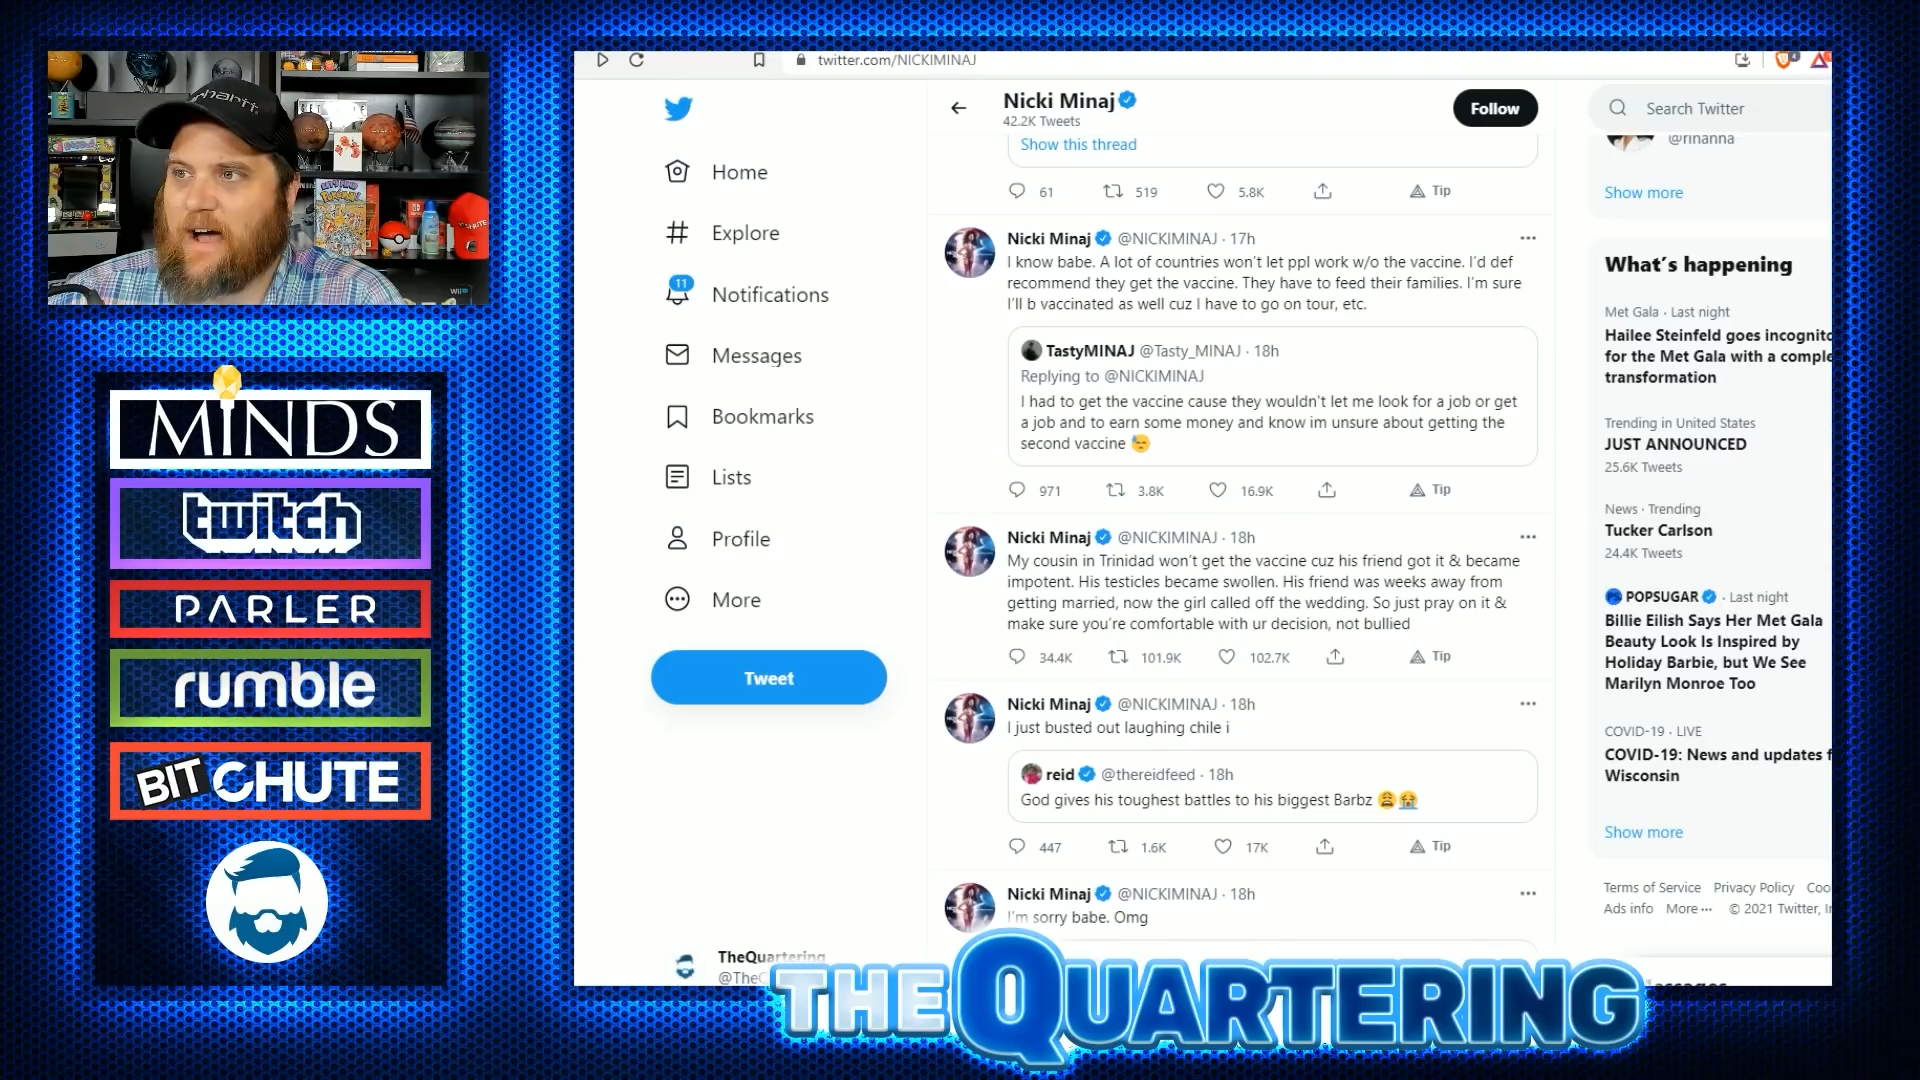 carhartt
WiiU
MINDS
twitch
PARLER
rumble
BITCHUTE
twitter.com/NICKIMINAJ
Nicki Minaj
42.2K Tweets
Follow
Search Twitter
Home
Explore
11
Notifications
Messages
Bookmarks
Lists
Profile
More
Tweet
TheQuartering
Show this thread
61 519 5.8K Tip
Nicki Minaj @NICKIMINAJ · 17h
I know babe. A lot of countries won't let ppl work w/o the vaccine. I'd def
recommend they get the vaccine. They have to feed their families. I'm sure
I'll b vaccinated as well cuz I have to go on tour, etc.
TastyMINAJ @Tasty_MINAJ · 18h
Replying to @NICKIMINAJ
I had to get the vaccine cause they wouldn't let me look for a job or get
a job and to earn some money and know im unsure about getting the
second vaccine 😓
971 3.8K 16.9K Tip
Nicki Minaj @NICKIMINAJ · 18h
My cousin in Trinidad won't get the vaccine cuz his friend got it & became
impotent. His testicles became swollen. His friend was weeks away from
getting married, now the girl called off the wedding. So just pray on it &
make sure you're comfortable with ur decision, not bullied
34.4K 101.9K 102.7K Tip
Nicki Minaj @NICKIMINAJ · 18h
I just busted out laughing chile i
reid @thereidfeed · 18h
God gives his toughest battles to his biggest Barbz 😩😭
447 1.6K 17K Tip
Nicki Minaj @NICKIMINAJ · 18h
I'm sorry babe. Omg
@rihanna
Show more
What's happening
Met Gala · Last night
Hailee Steinfeld goes incognito
for the Met Gala with a comple
transformation
Trending in United States
JUST ANNOUNCED
25.6K Tweets
News · Trending
Tucker Carlson
24.4K Tweets
POPSUGAR · Last night
Billie Eilish Says Her Met Gala
Beauty Look Is Inspired by
Holiday Barbie, but We See
Marilyn Monroe Too
COVID-19 · LIVE
COVID-19: News and updates f
Wisconsin
Show more
Terms of Service Privacy Policy Coo
Ads info More ··· © 2021 Twitter, I
THE QUARTERING